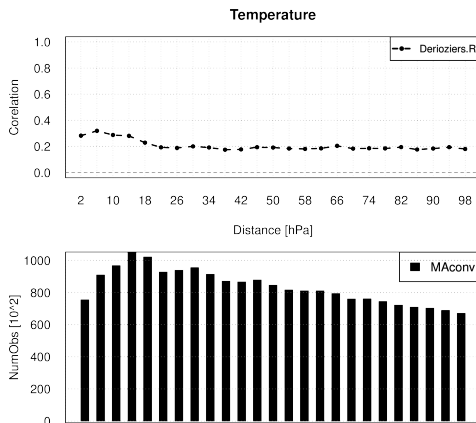 Temperature
Derioziers.R
Corelation
1.0
0.8
0.6
0.4
0.2
0.0
2 10 18 26 34 42 50 58 66 74 82 90 98
Distance [hPa]
MAconv
NumObs [10^2]
1000
800
600
400
200
0